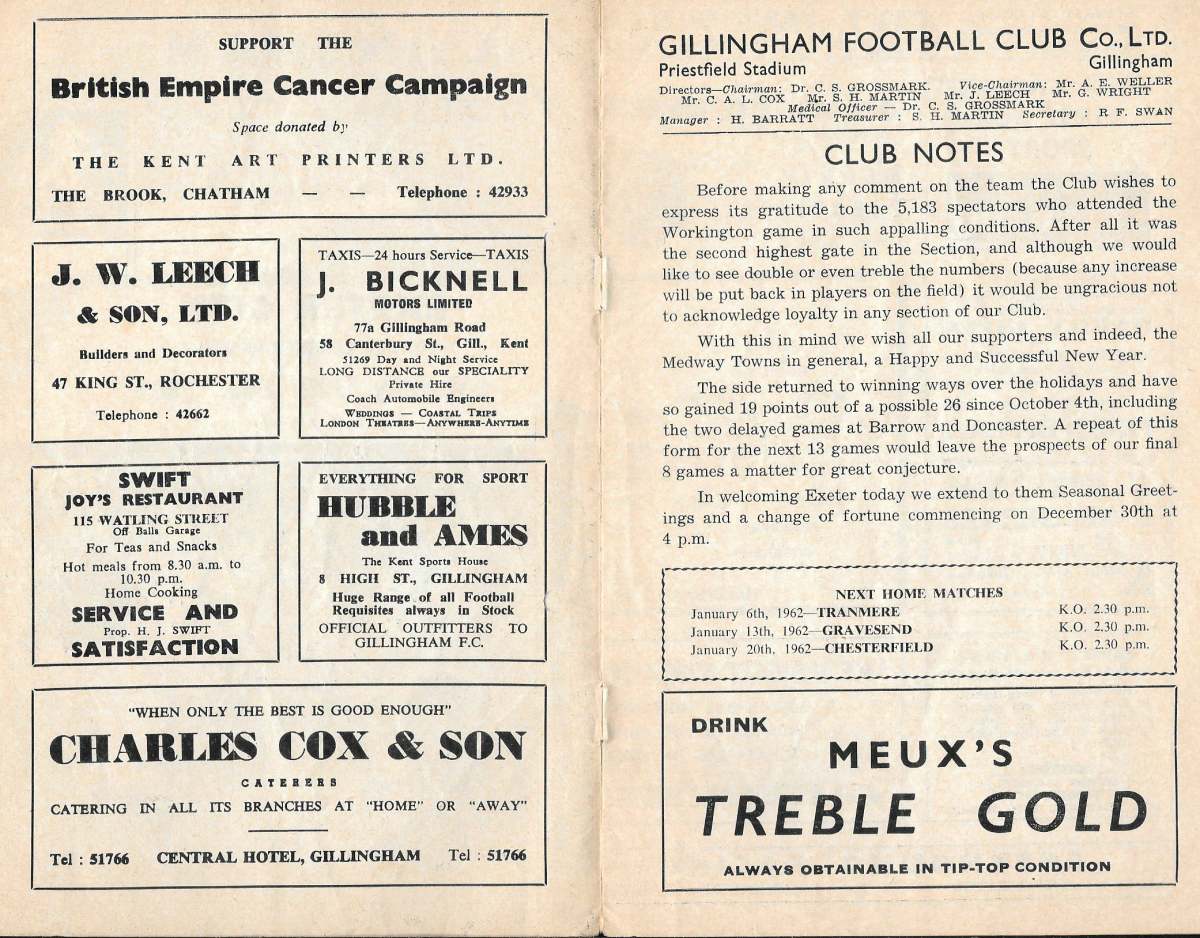 SUPPORT THE
British Empire Cancer Campaign
Space donated by
THE KENT ART PRINTERS LTD.
THE BROOK, CHATHAM — — Telephone : 42933
J. W. LEECH
& SON, LTD.
Builders and Decorators
47 KING ST., ROCHESTER
Telephone : 42662
TAXIS—24 hours Service—TAXIS
J. BICKNELL
MOTORS LIMITED
77a Gillingham Road
58 Canterbury St., Gill., Kent
51269 Day and Night Service
LONG DISTANCE our SPECIALITY
Private Hire
Coach Automobile Engineers
WEDDINGS — COASTAL TRIPS
LONDON THEATRES—ANYWHERE-ANYTIME
SWIFT
JOY'S RESTAURANT
115 WATLING STREET
Off Balls Garage
For Teas and Snacks
Hot meals from 8.30 a.m. to
10.30 p.m.
Home Cooking
SERVICE AND
Prop. H. J. SWIFT
SATISFACTION
EVERYTHING FOR SPORT
HUBBLE
and AMES
The Kent Sports House
8 HIGH ST., GILLINGHAM
Huge Range of all Football
Requisites always in Stock
OFFICIAL OUTFITTERS TO
GILLINGHAM F.C.
"WHEN ONLY THE BEST IS GOOD ENOUGH"
CHARLES COX & SON
CATERERS
CATERING IN ALL ITS BRANCHES AT "HOME" OR "AWAY"
Tel : 51766 CENTRAL HOTEL, GILLINGHAM Tel : 51766
GILLINGHAM FOOTBALL CLUB Co., LTD.
Priestfield Stadium Gillingham
Directors—Chairman: Dr. C. S. GROSSMARK. Vice-Chairman: Mr. A. E. WELLER
Mr. C. A. L. COX Mr. S. H. MARTIN Mr. J. LEECH Mr. G. WRIGHT
Medical Officer — Dr. C. S. GROSSMARK
Manager : H. BARRATT Treasurer : S. H. MARTIN Secretary : R. F. SWAN
CLUB NOTES
Before making any comment on the team the Club wishes to
express its gratitude to the 5,183 spectators who attended the
Workington game in such appalling conditions. After all it was
the second highest gate in the Section, and although we would
like to see double or even treble the numbers (because any increase
will be put back in players on the field) it would be ungracious not
to acknowledge loyalty in any section of our Club.
With this in mind we wish all our supporters and indeed, the
Medway Towns in general, a Happy and Successful New Year.
The side returned to winning ways over the holidays and have
so gained 19 points out of a possible 26 since October 4th, including
the two delayed games at Barrow and Doncaster. A repeat of this
form for the next 13 games would leave the prospects of our final
8 games a matter for great conjecture.
In welcoming Exeter today we extend to them Seasonal Greet-
ings and a change of fortune commencing on December 30th at
4 p.m.
NEXT HOME MATCHES
January 6th, 1962—TRANMERE K.O. 2.30 p.m.
January 13th, 1962—GRAVESEND K.O. 2.30 p.m.
January 20th, 1962—CHESTERFIELD K.O. 2.30 p.m.
DRINK
MEUX'S
TREBLE GOLD
ALWAYS OBTAINABLE IN TIP-TOP CONDITION